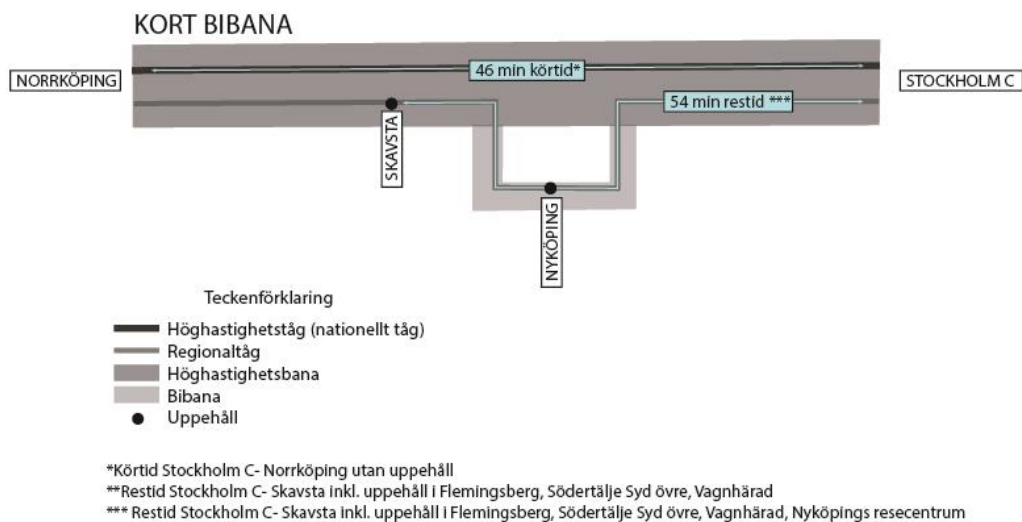 KORT BIBANA
NORRKÖPING
46 min körtid*
STOCKHOLM C
54 min restid ***
SKAVSTA
NYKÖPING
Teckenförklaring
Höghastighetståg (nationellt tåg)
Regionaltåg
Höghastighetsbana
Bibana
Uppehåll
*Körtid Stockholm C- Norrköping utan uppehåll
**Restid Stockholm C- Skavsta inkl. uppehåll i Flemingsberg, Södertälje Syd övre, Vagnhärad
*** Restid Stockholm C- Skavsta inkl. uppehåll i Flemingsberg, Södertälje Syd övre, Vagnhärad, Nyköpings resecentrum